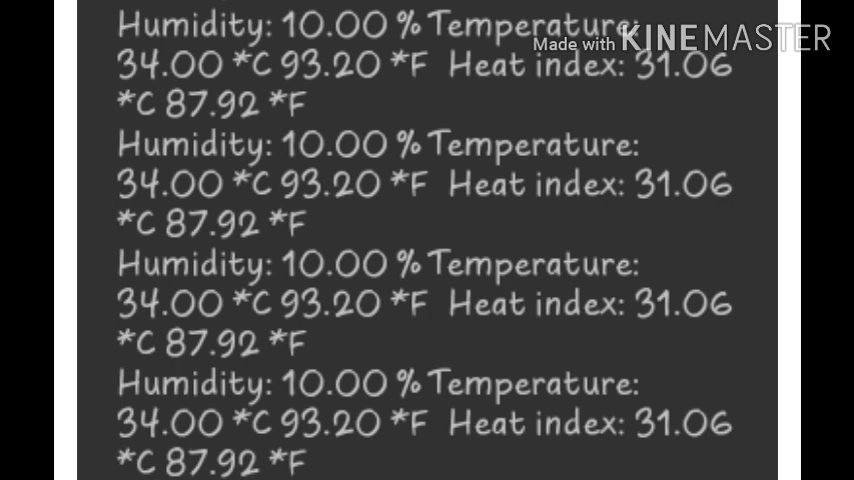 Humidity: 10.00 % Temperature:
Made with KINEMASTER
34.00 *C 93.20 *F Heat index: 31.06
*C 87.92 *F
Humidity: 10.00 % Temperature:
34.00 *C 93.20 *F Heat index: 31.06
*C 87.92 *F
Humidity: 10.00 % Temperature:
34.00 *C 93.20 *F Heat index: 31.06
*C 87.92 *F
Humidity: 10.00 % Temperature:
34.00 *C 93.20 *F Heat index: 31.06
*C 87.92 *F